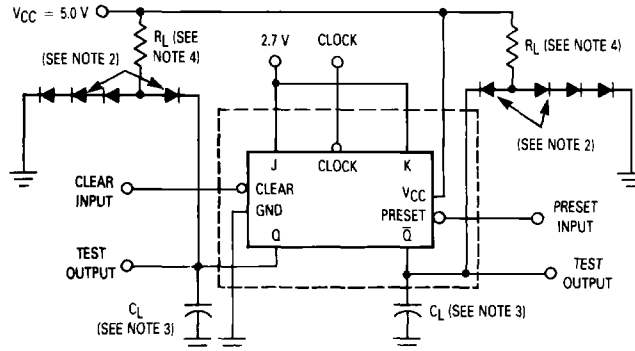 VCC = 5.0 V
RL (SEE NOTE 4)
(SEE NOTE 2)
2.7 V
CLOCK
RL (SEE NOTE 4)
(SEE NOTE 2)
J
CLOCK
K
VCC
CLEAR INPUT
CLEAR
GND
PRESET
PRESET INPUT
Q
Q̅
TEST OUTPUT
TEST OUTPUT
CL
(SEE NOTE 3)
CL (SEE NOTE 3)